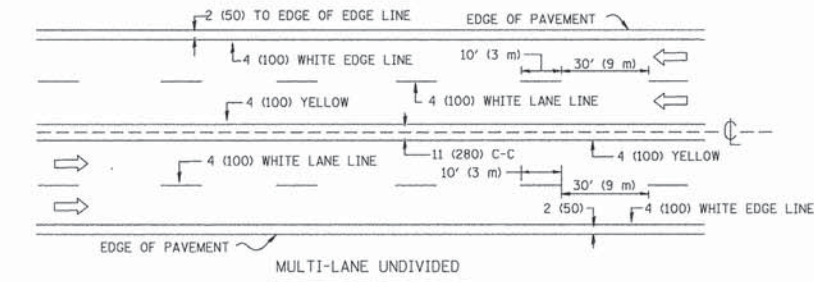 2 (50) TO EDGE OF EDGE LINE
EDGE OF PAVEMENT
4 (100) WHITE EDGE LINE
10' (3 m)
30' (9 m)
4 (100) YELLOW
4 (100) WHITE LANE LINE
℄
4 (100) WHITE LANE LINE
11 (280) C-C
4 (100) YELLOW
10' (3 m)
30' (9 m)
2 (50)
4 (100) WHITE EDGE LINE
EDGE OF PAVEMENT
MULTI-LANE UNDIVIDED